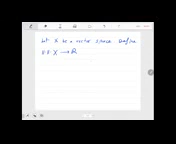 Let X be a vector space. Define
‖·‖: X → ℝ